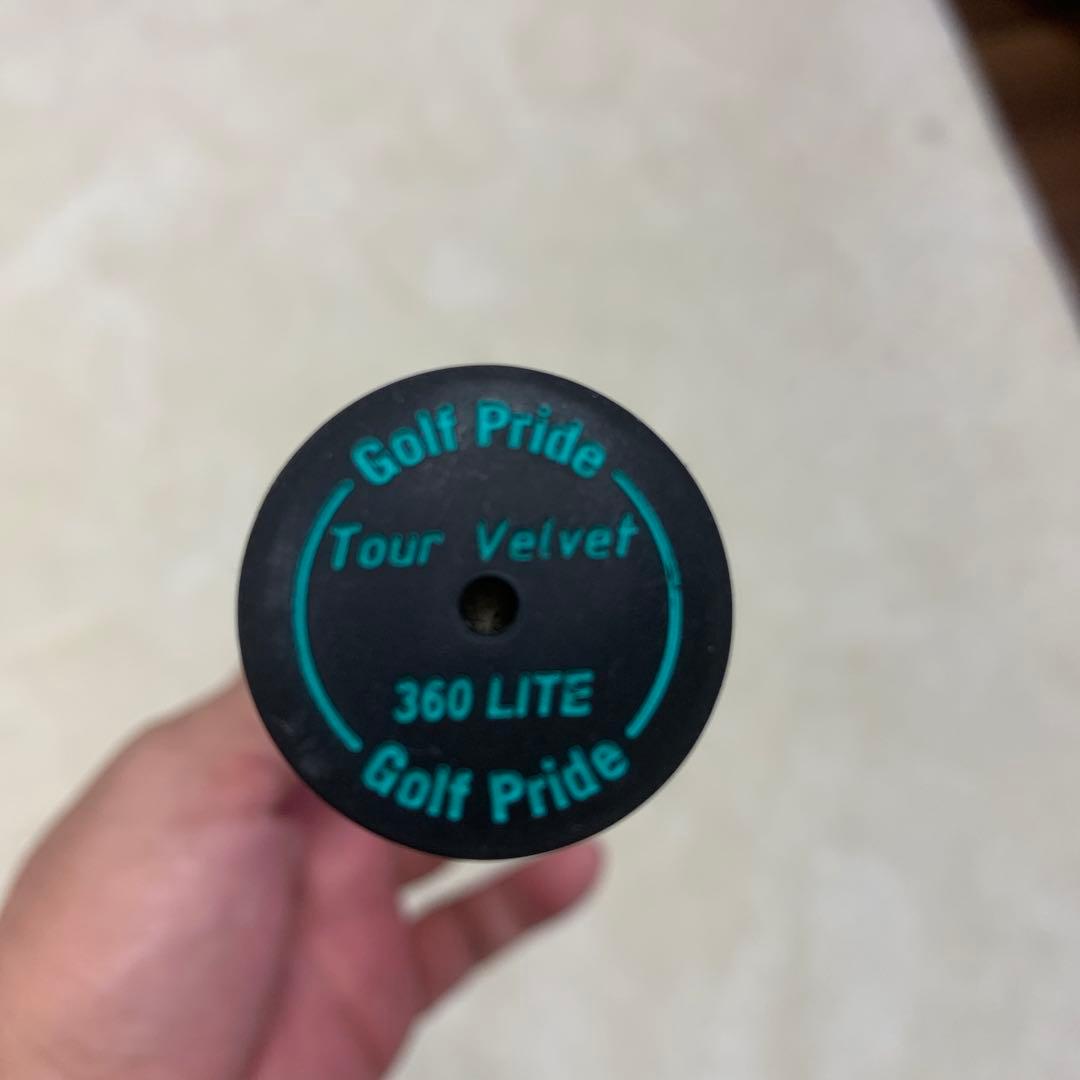 Golf Pride
Tour Velvet
360 LITE
Golf Pride